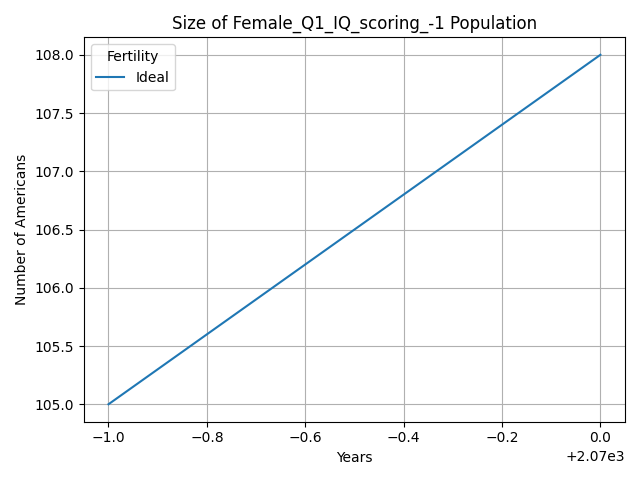 Size of Female_Q1_IQ_scoring_-1 Population
Fertility
Ideal
108.0
107.5
107.0
106.5
106.0
105.5
105.0
Number of Americans
−1.0
−0.8
−0.6
−0.4
−0.2
0.0
Years
+2.07e3